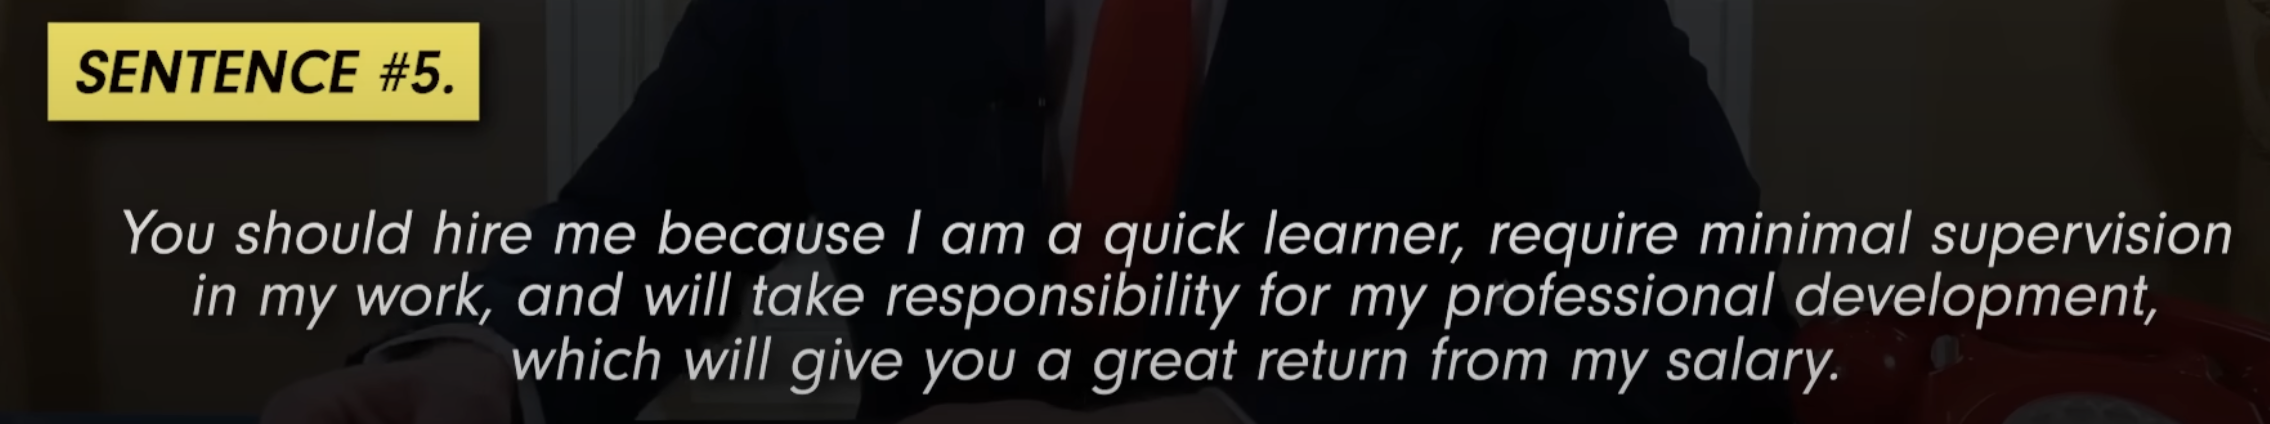 SENTENCE #5.
You should hire me because I am a quick learner, require minimal supervision
in my work, and will take responsibility for my professional development,
which will give you a great return from my salary.